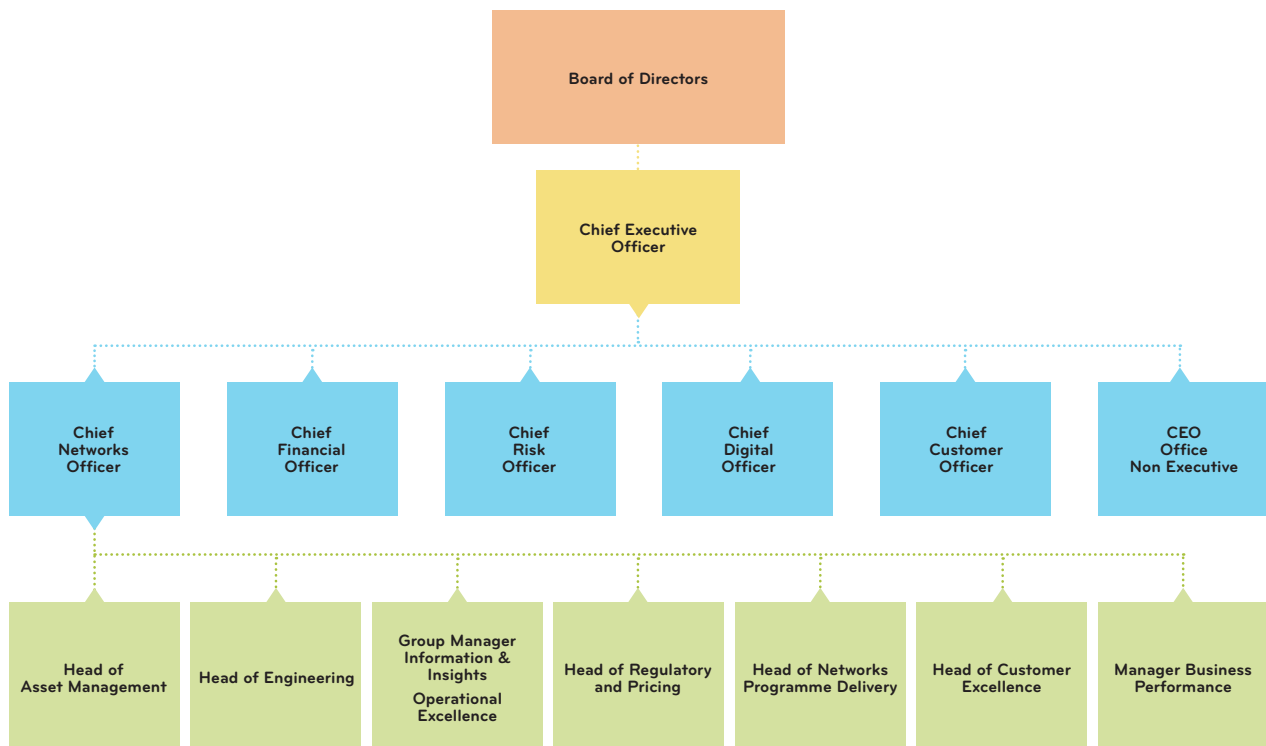 Board of Directors
Chief Executive
Officer
Chief
Networks
Officer
Chief
Financial
Officer
Chief
Risk
Officer
Chief
Digital
Officer
Chief
Customer
Officer
CEO
Office
Non Executive
Head of
Asset Management
Head of Engineering
Group Manager
Information &
Insights
Operational
Excellence
Head of Regulatory
and Pricing
Head of Networks
Programme Delivery
Head of Customer
Excellence
Manager Business
Performance